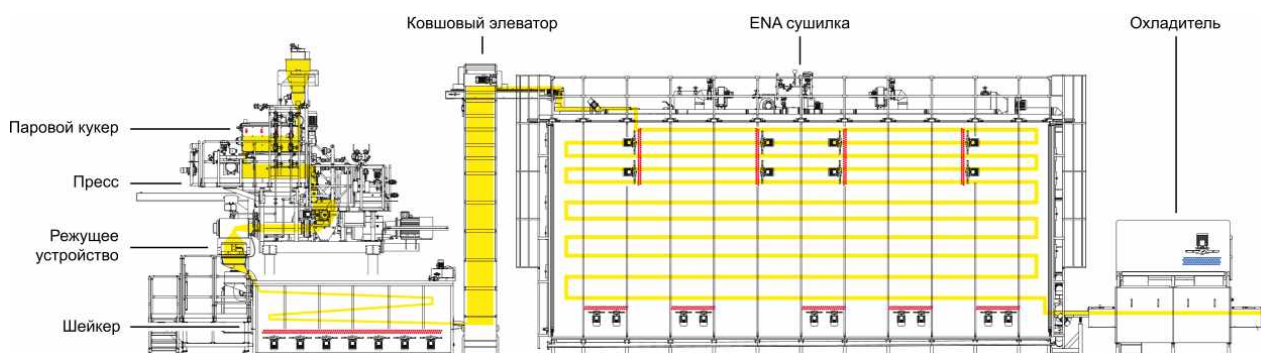 Ковшовый элеватор
ENA сушилка
Охладитель
Паровой кукер
Пресс
Режущее
устройство
Шейкер